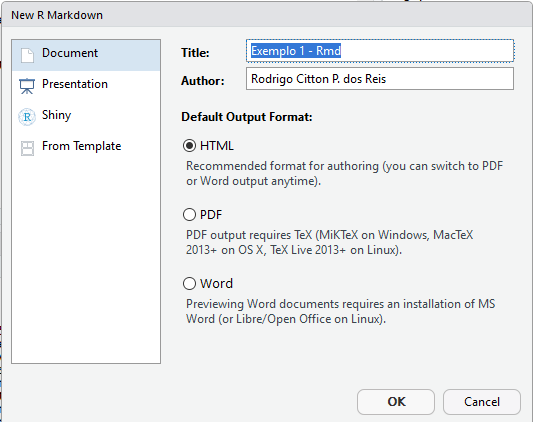 New R Markdown
Document
Presentation
Shiny
From Template
Title:
Exemplo 1 - Rmd
Author:
Rodrigo Citton P. dos Reis
Default Output Format:
HTML
Recommended format for authoring (you can switch to PDF
or Word output anytime).
PDF
PDF output requires TeX (MiKTeX on Windows, MacTeX
2013+ on OS X, TeX Live 2013+ on Linux).
Word
Previewing Word documents requires an installation of MS
Word (or Libre/Open Office on Linux).
OK
Cancel